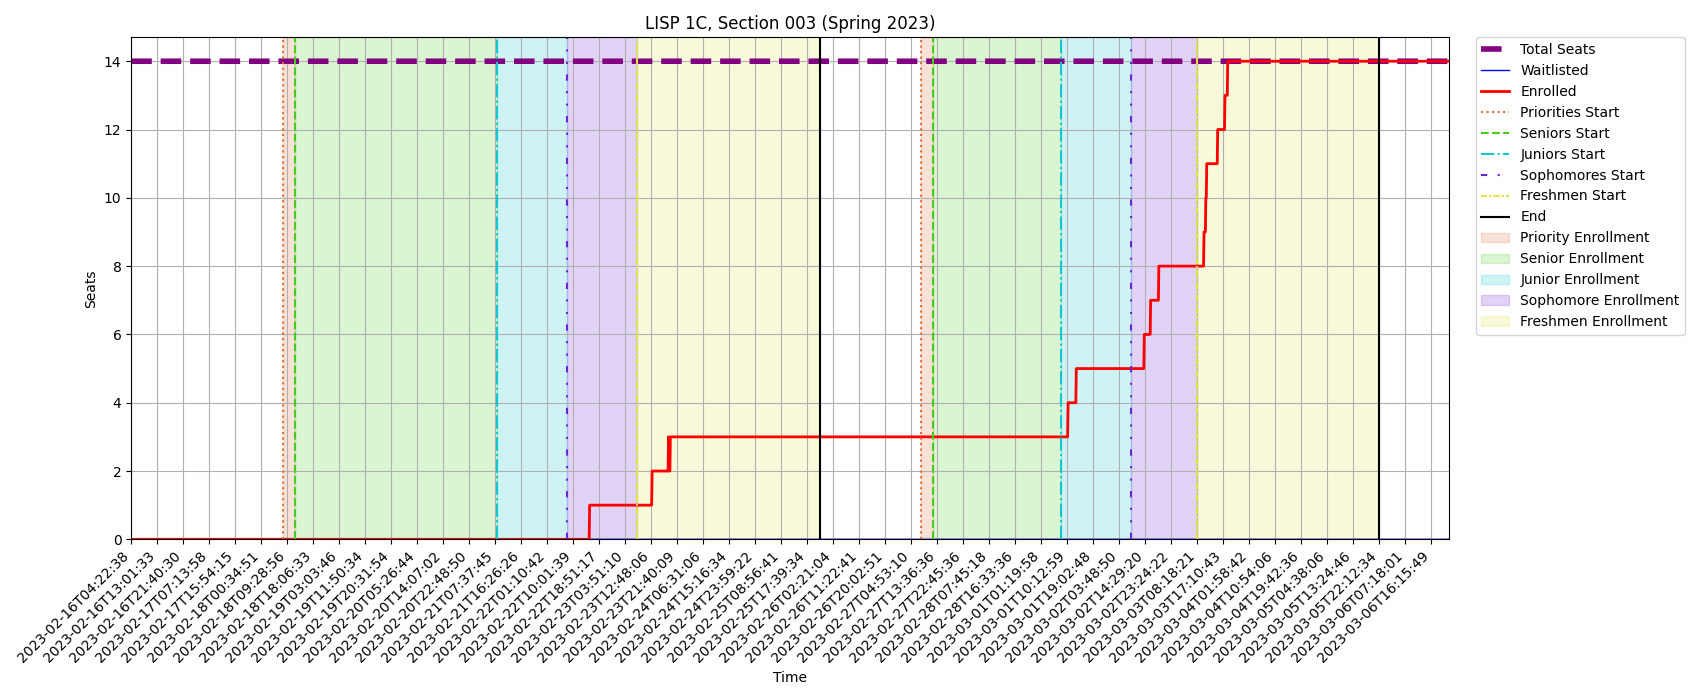 LISP 1C, Section 003 (Spring 2023)
Seats
14
12
10
8
6
4
2
0
2023-02-16T04:22:38
2023-02-16T13:01:33
2023-02-16T21:40:30
2023-02-17T07:13:58
2023-02-17T15:54:15
2023-02-18T00:34:51
2023-02-18T09:28:56
2023-02-18T18:06:33
2023-02-19T03:03:46
2023-02-19T11:50:34
2023-02-19T20:31:54
2023-02-20T05:26:44
2023-02-20T14:07:02
2023-02-20T22:48:50
2023-02-21T07:37:45
2023-02-21T16:26:26
2023-02-22T01:10:42
2023-02-22T10:01:39
2023-02-22T18:51:17
2023-02-23T03:51:10
2023-02-23T12:48:06
2023-02-23T21:40:09
2023-02-24T06:31:06
2023-02-24T15:16:34
2023-02-24T23:59:22
2023-02-25T08:56:41
2023-02-25T17:39:34
2023-02-26T02:21:04
2023-02-26T11:22:41
2023-02-26T20:02:51
2023-02-27T04:53:10
2023-02-27T13:36:36
2023-02-27T22:45:36
2023-02-28T07:45:18
2023-02-28T16:33:36
2023-03-01T01:19:58
2023-03-01T10:12:59
2023-03-01T19:02:48
2023-03-02T03:48:50
2023-03-02T14:29:20
2023-03-02T23:24:22
2023-03-03T08:18:21
2023-03-03T17:10:43
2023-03-04T01:58:42
2023-03-04T10:54:06
2023-03-04T19:42:36
2023-03-05T04:38:06
2023-03-05T13:24:46
2023-03-05T22:12:34
2023-03-06T07:18:01
2023-03-06T16:15:49
Time
Total Seats
Waitlisted
Enrolled
Priorities Start
Seniors Start
Juniors Start
Sophomores Start
Freshmen Start
End
Priority Enrollment
Senior Enrollment
Junior Enrollment
Sophomore Enrollment
Freshmen Enrollment